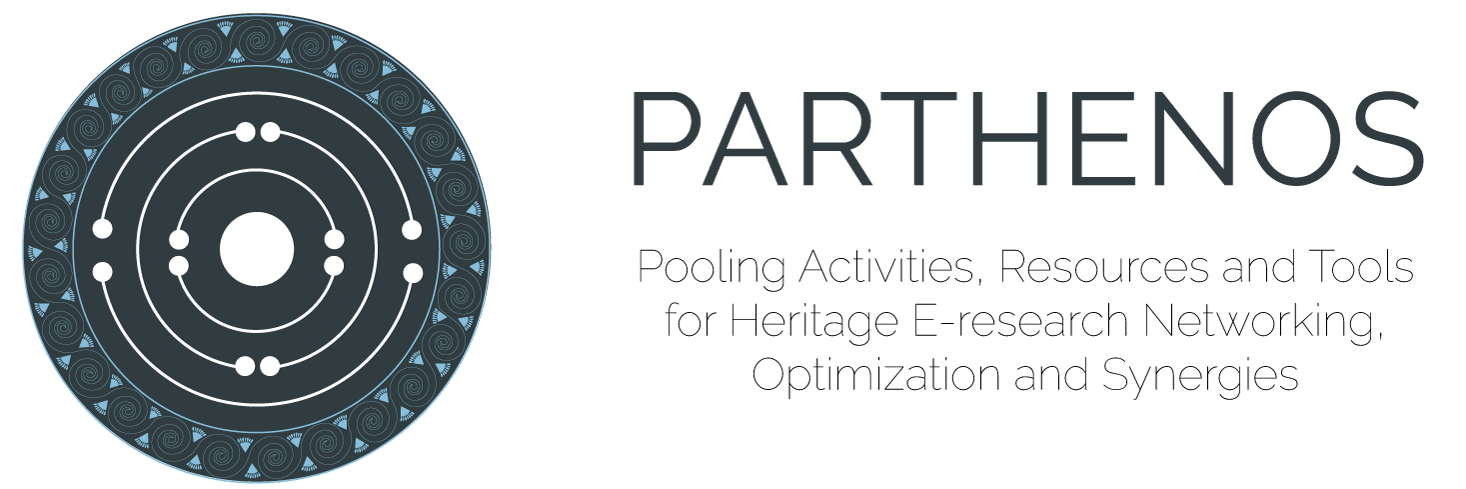 PARTHENOS
Pooling Activities, Resources and Tools
for Heritage E-research Networking,
Optimization and Synergies